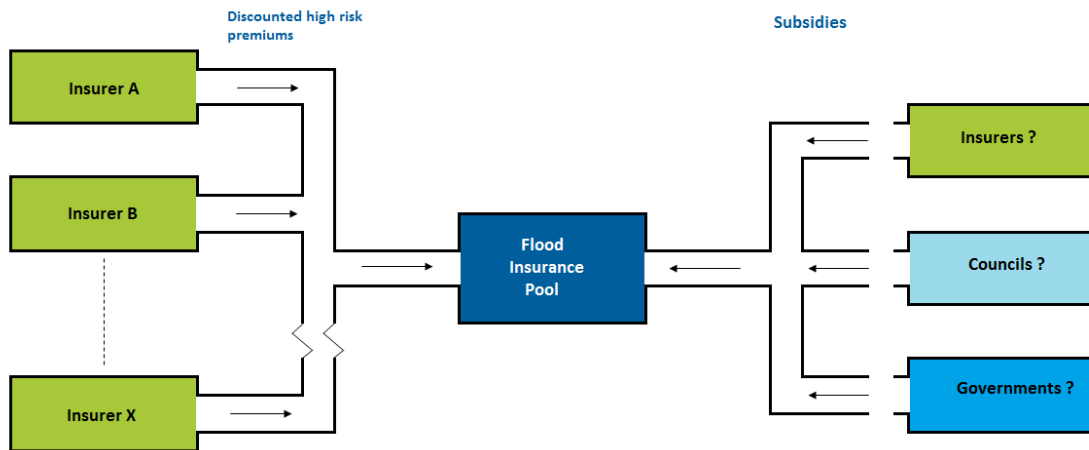 Discounted high risk
premiums
Subsidies
Insurer A
Insurers ?
Insurer B
Flood
Insurance
Pool
Councils ?
Insurer X
Governments ?